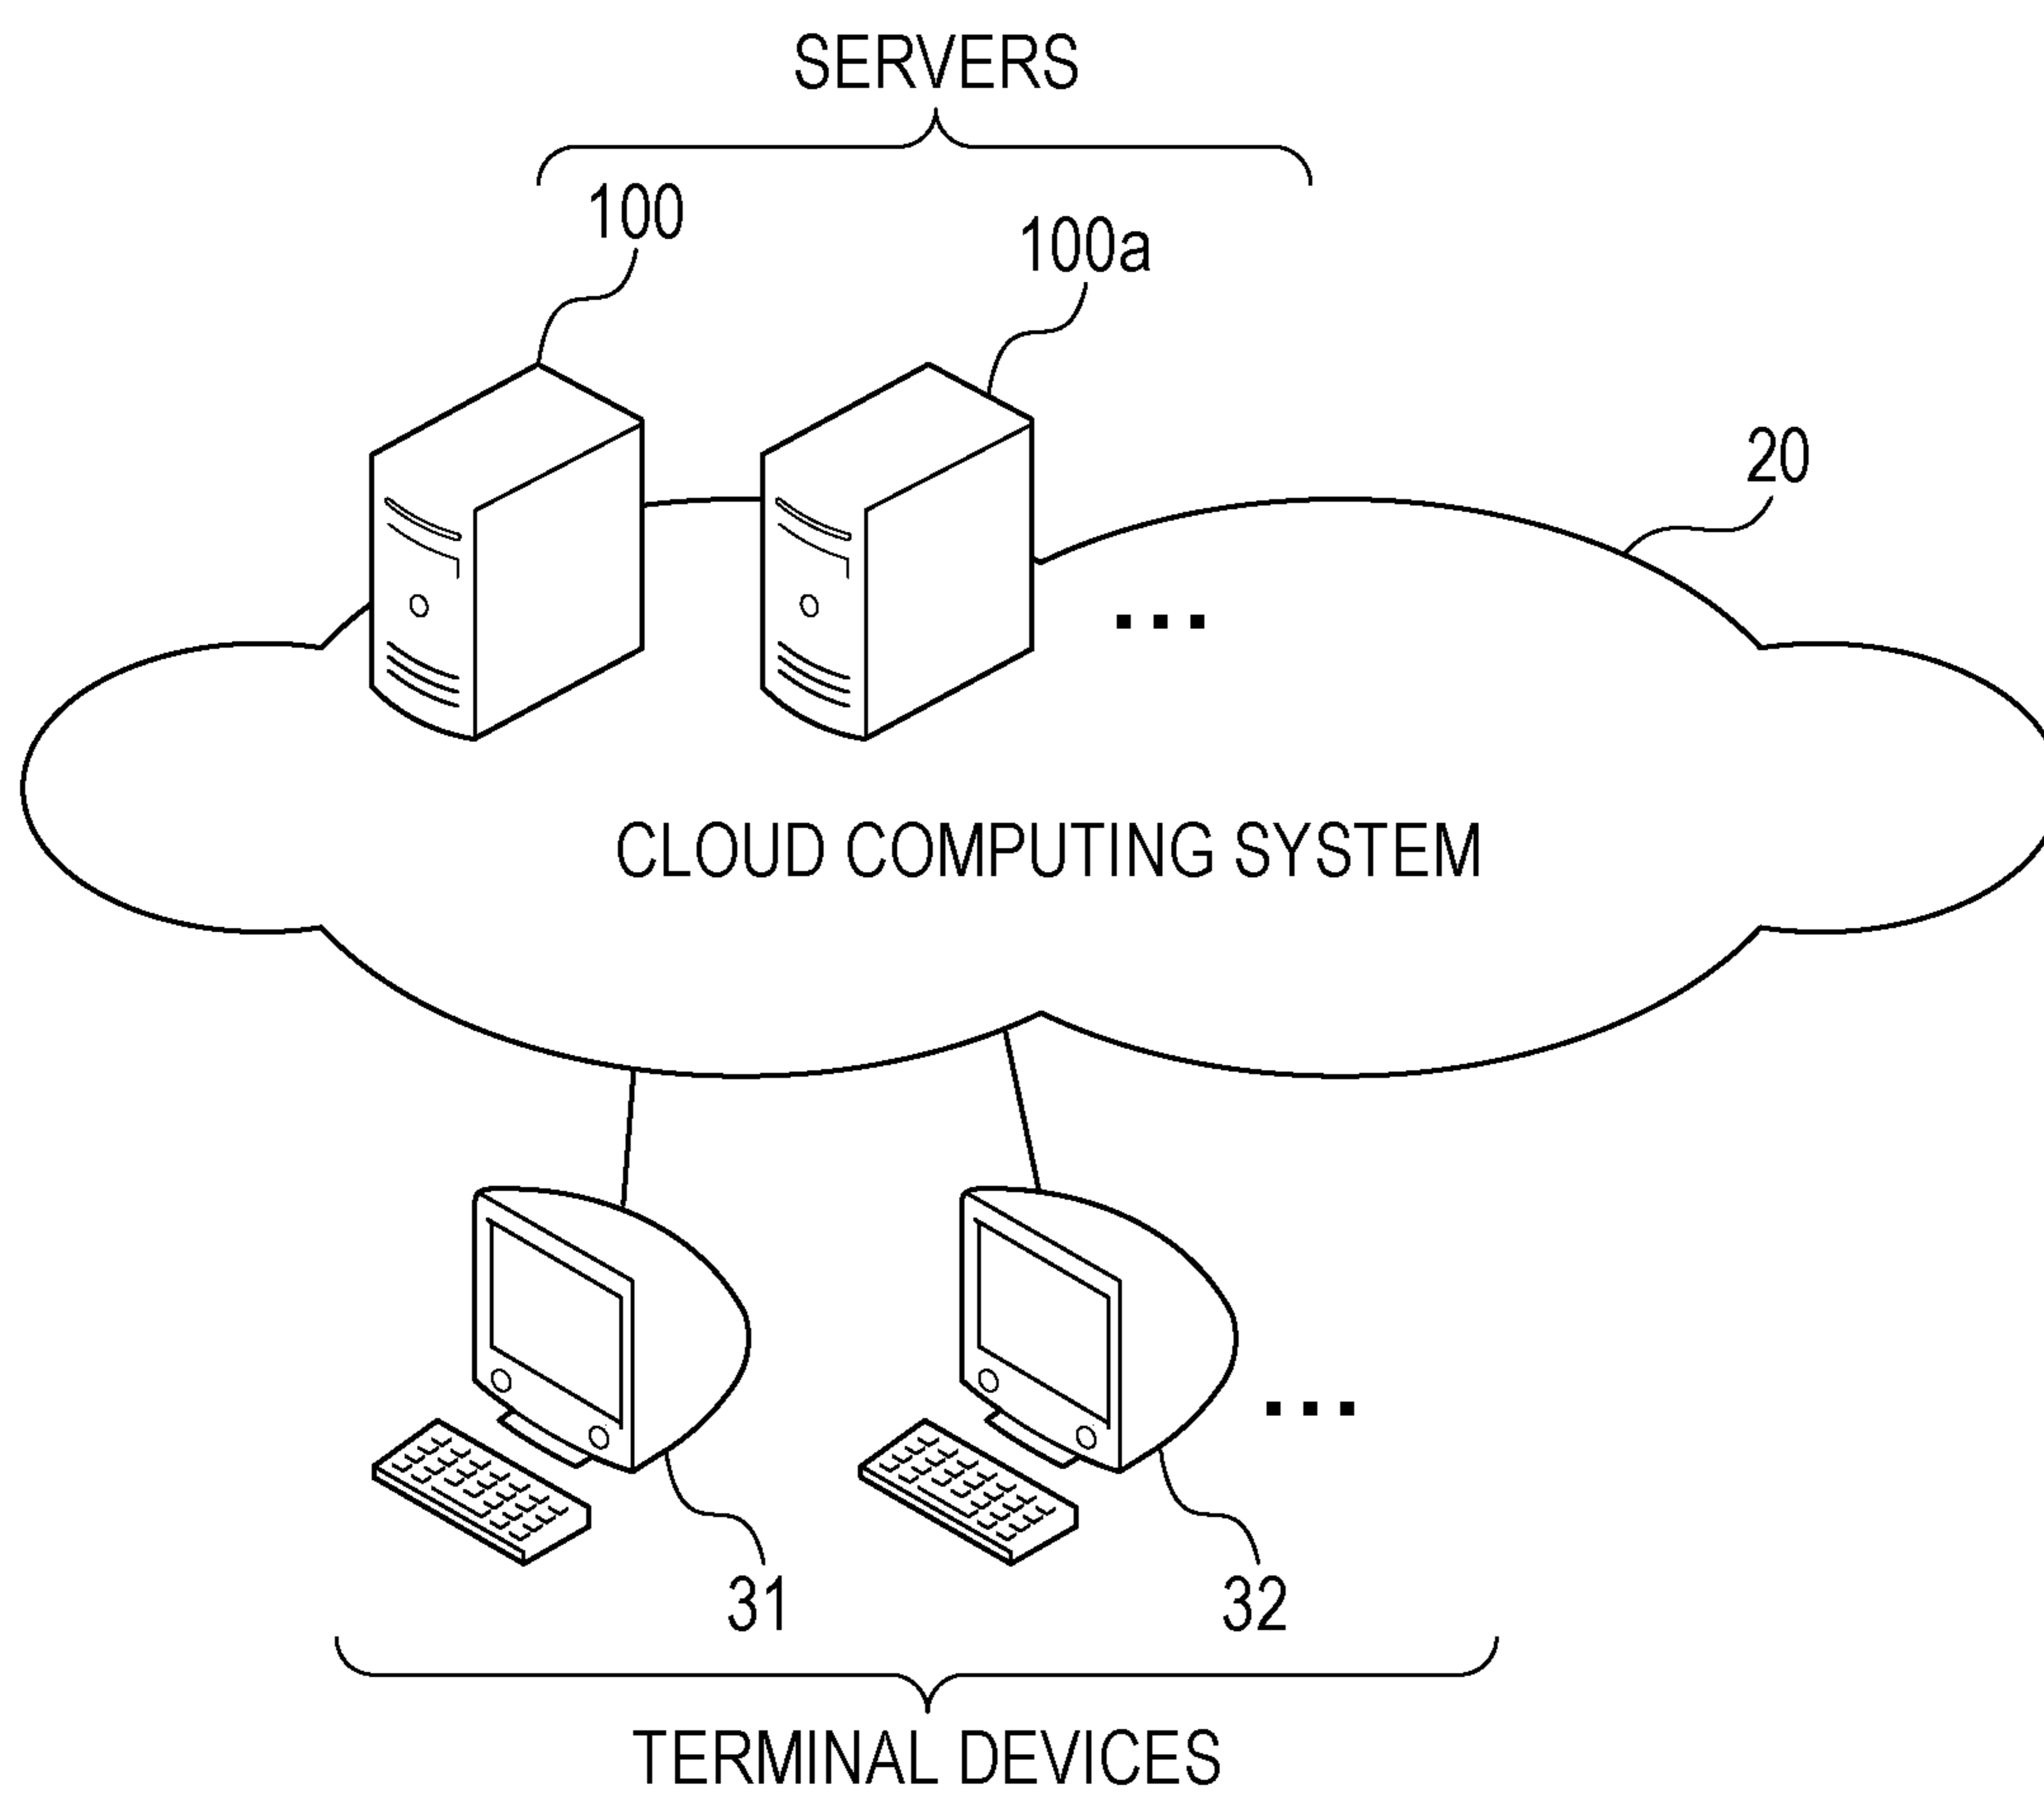 SERVERS
100
100a
20
CLOUD COMPUTING SYSTEM
31
32
TERMINAL DEVICES